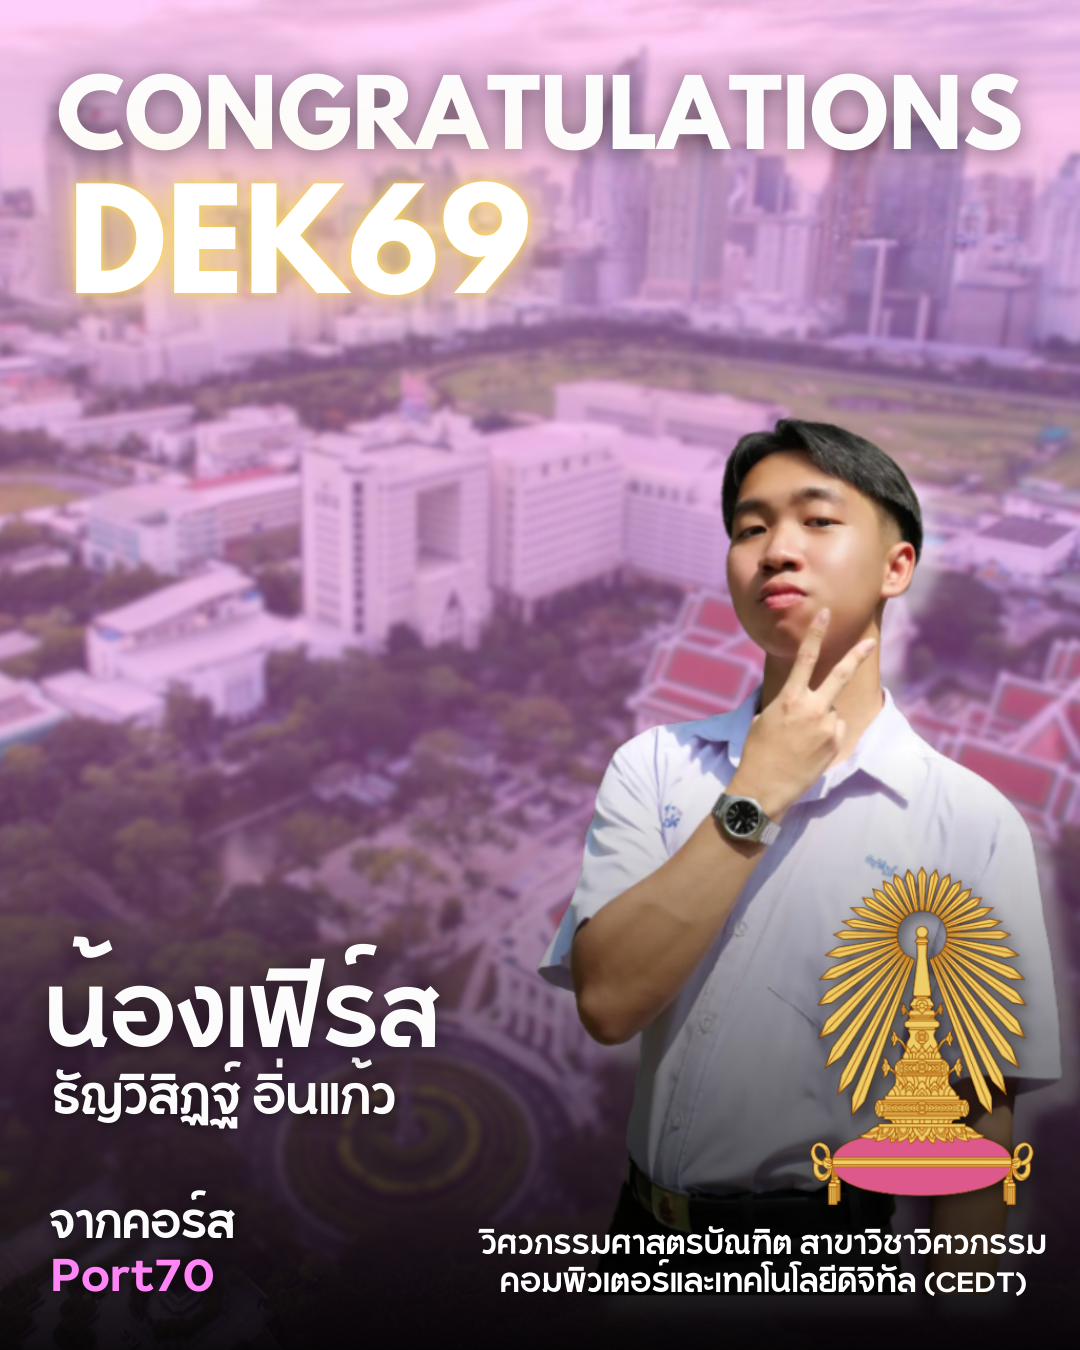 CONGRATULATIONS
DEK69
น้องเฟิร์ส
ธัญวิสิฏฐ์ อิ่นแก้ว
จากคอร์ส
Port70
วิศวกรรมศาสตรบัณฑิต สาขาวิชาวิศวกรรม
คอมพิวเตอร์และเทคโนโลยีดิจิทัล (CEDT)